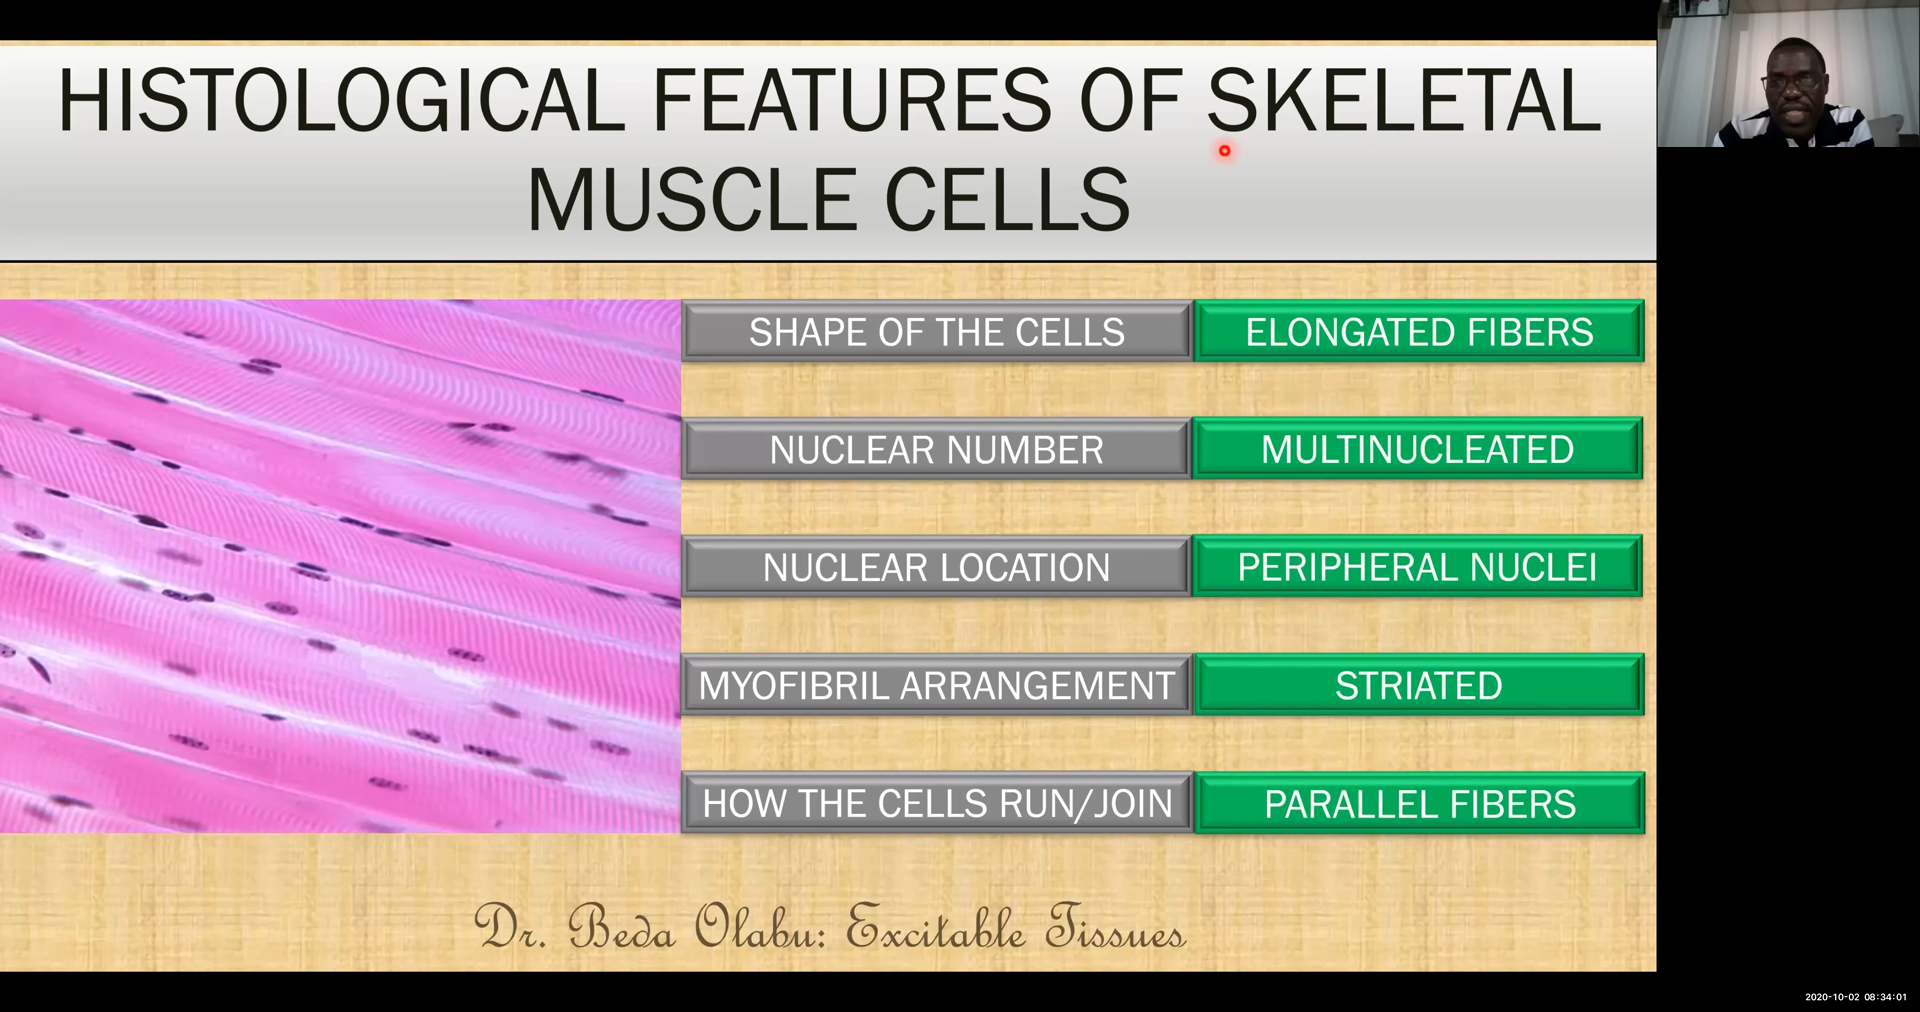 HISTOLOGICAL FEATURES OF SKELETAL
MUSCLE CELLS
SHAPE OF THE CELLS
ELONGATED FIBERS
NUCLEAR NUMBER
MULTINUCLEATED
NUCLEAR LOCATION
PERIPHERAL NUCLEI
MYOFIBRIL ARRANGEMENT
STRIATED
HOW THE CELLS RUN/JOIN
PARALLEL FIBERS
Dr. Beda Olabu: Excitable Tissues
2020-10-02 08:34:01